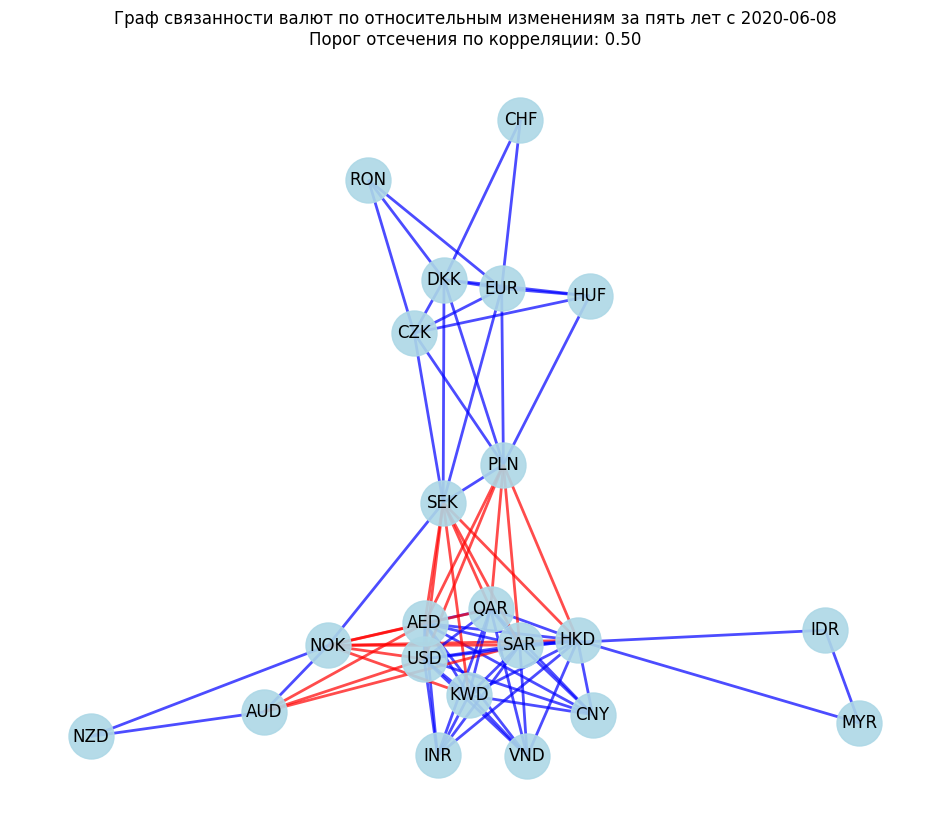 Граф связанности валют по относительным изменениям за пять лет с 2020-06-08
Порог отсечения по корреляции: 0.50
CHF
RON
DKK
EUR
HUF
CZK
PLN
SEK
QAR
AED
IDR
NOK
USD
SAR
HKD
KWD
AUD
CNY
MYR
NZD
INR
VND